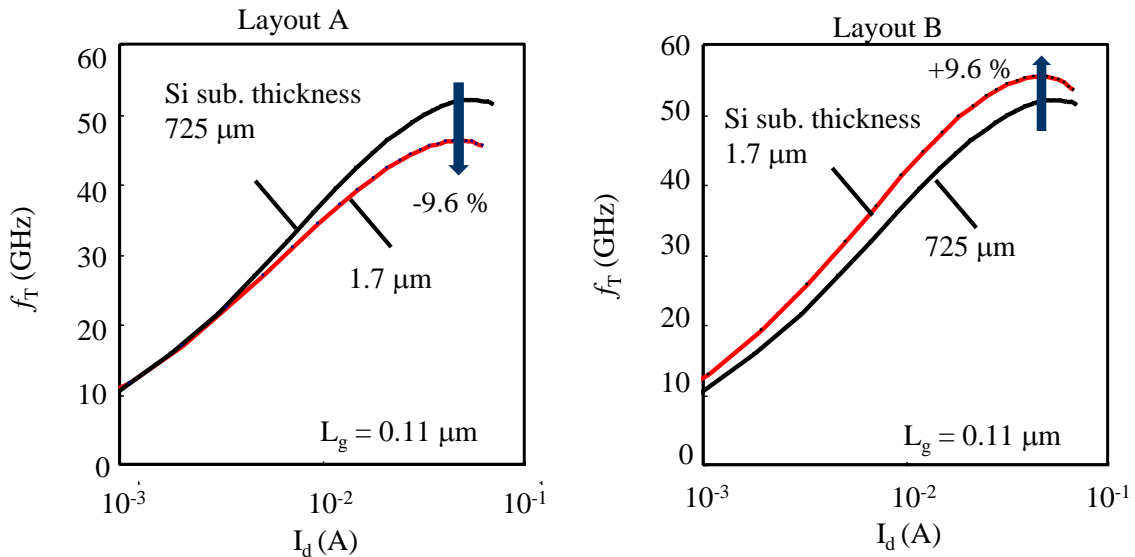 Layout A
60
50
40
30
20
10
0
f_T (GHz)
Si sub. thickness
725 μm
-9.6 %
1.7 μm
L_g = 0.11 μm
10^-3
10^-2
10^-1
I_d (A)
Layout B
60
50
40
30
20
10
0
f_T (GHz)
+9.6 %
Si sub. thickness
1.7 μm
725 μm
L_g = 0.11 μm
10^-3
10^-2
10^-1
I_d (A)